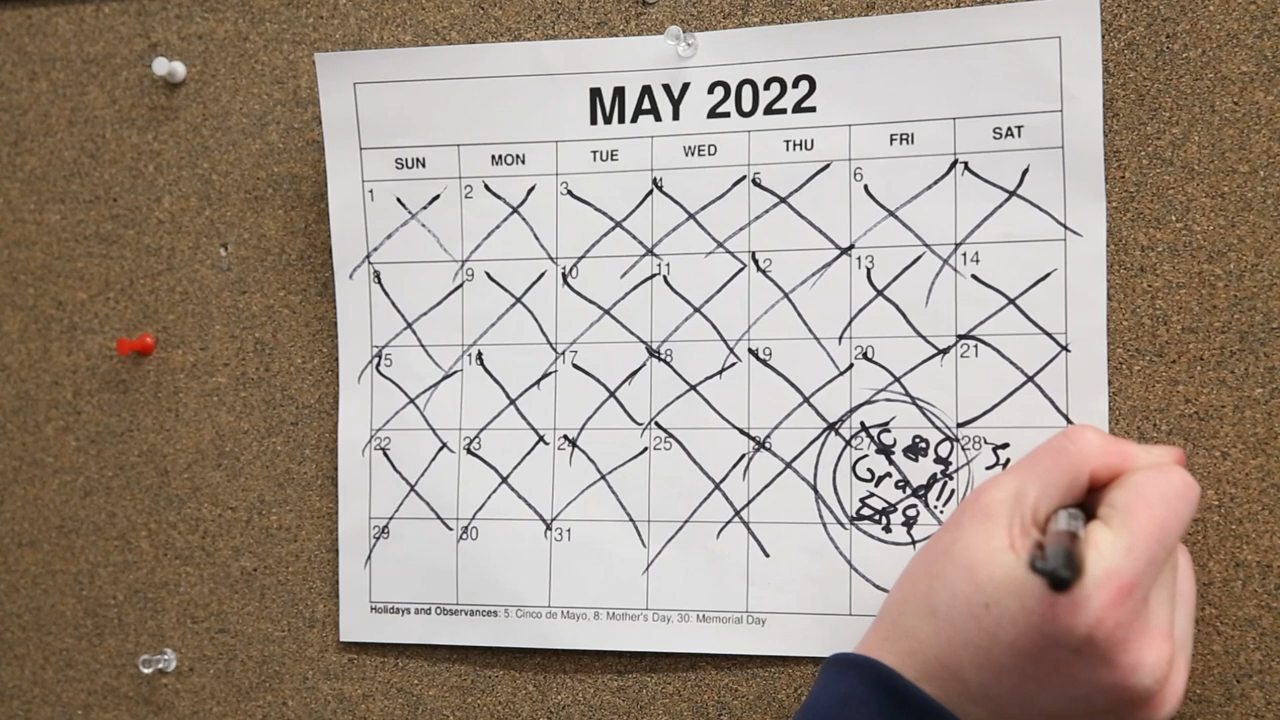 MAY 2022
SUN MON TUE WED THU FRI SAT
1 2 3 4 5 6 7
8 9 10 11 12 13 14
15 16 17 18 19 20 21
22 23 24 25 26 27 28
Grad!!
29 30 31
Holidays and Observances: 5: Cinco de Mayo, 8: Mother's Day, 30: Memorial Day